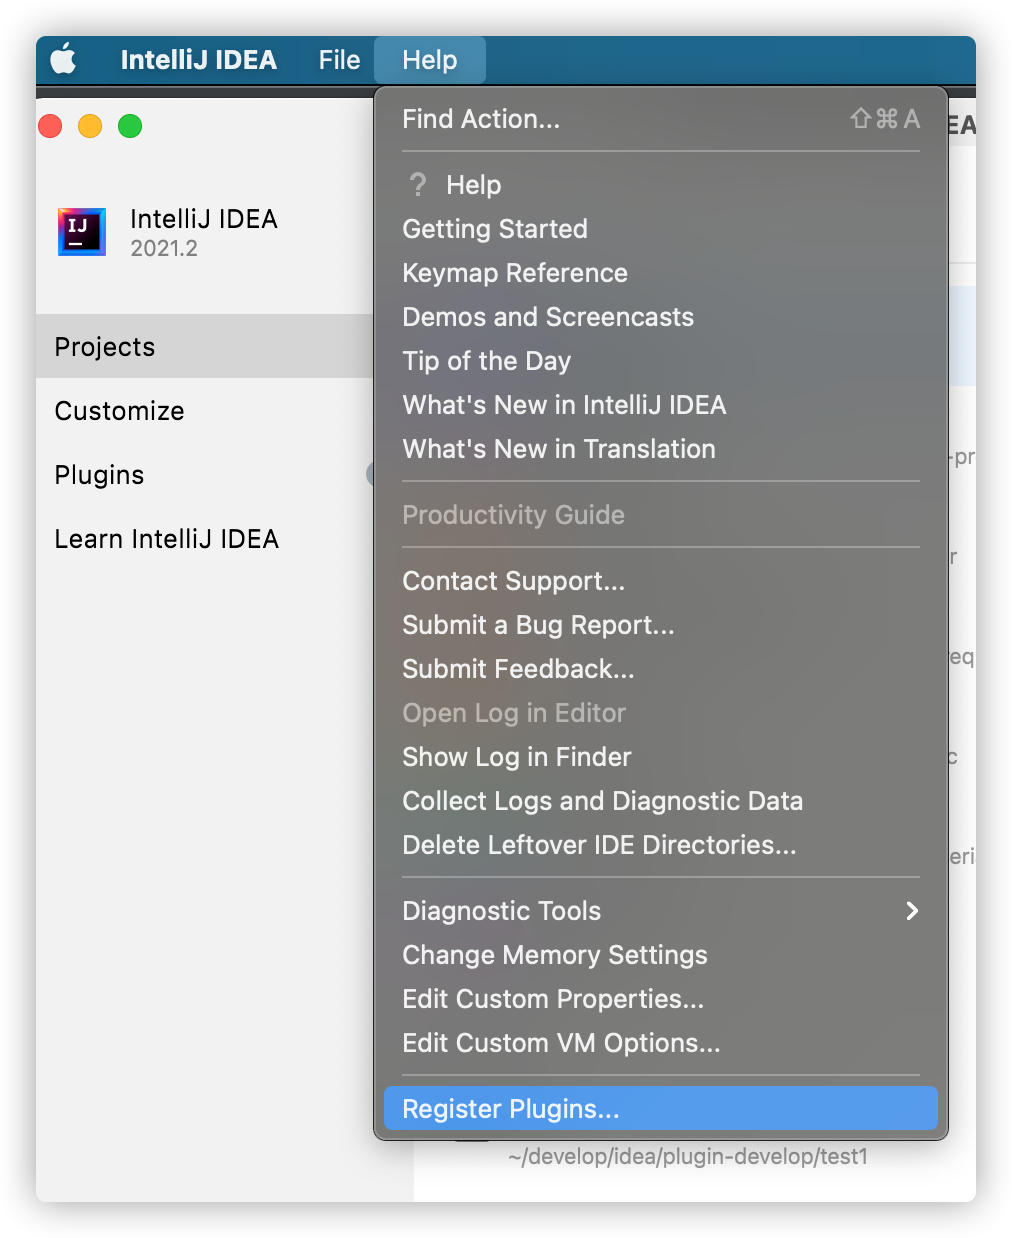 IntelliJ IDEA File Help
Find Action... ⇧⌘A
EA
? Help
IntelliJ IDEA
2021.2
Getting Started
Keymap Reference
Demos and Screencasts
Projects
Tip of the Day
Customize
What's New in IntelliJ IDEA
What's New in Translation
-pr
Plugins
Productivity Guide
Learn IntelliJ IDEA
r
Contact Support...
Submit a Bug Report...
Submit Feedback...
eq
Open Log in Editor
Show Log in Finder
c
Collect Logs and Diagnostic Data
Delete Leftover IDE Directories...
eri
Diagnostic Tools
Change Memory Settings
Edit Custom Properties...
Edit Custom VM Options...
Register Plugins...
~/develop/idea/plugin-develop/test1